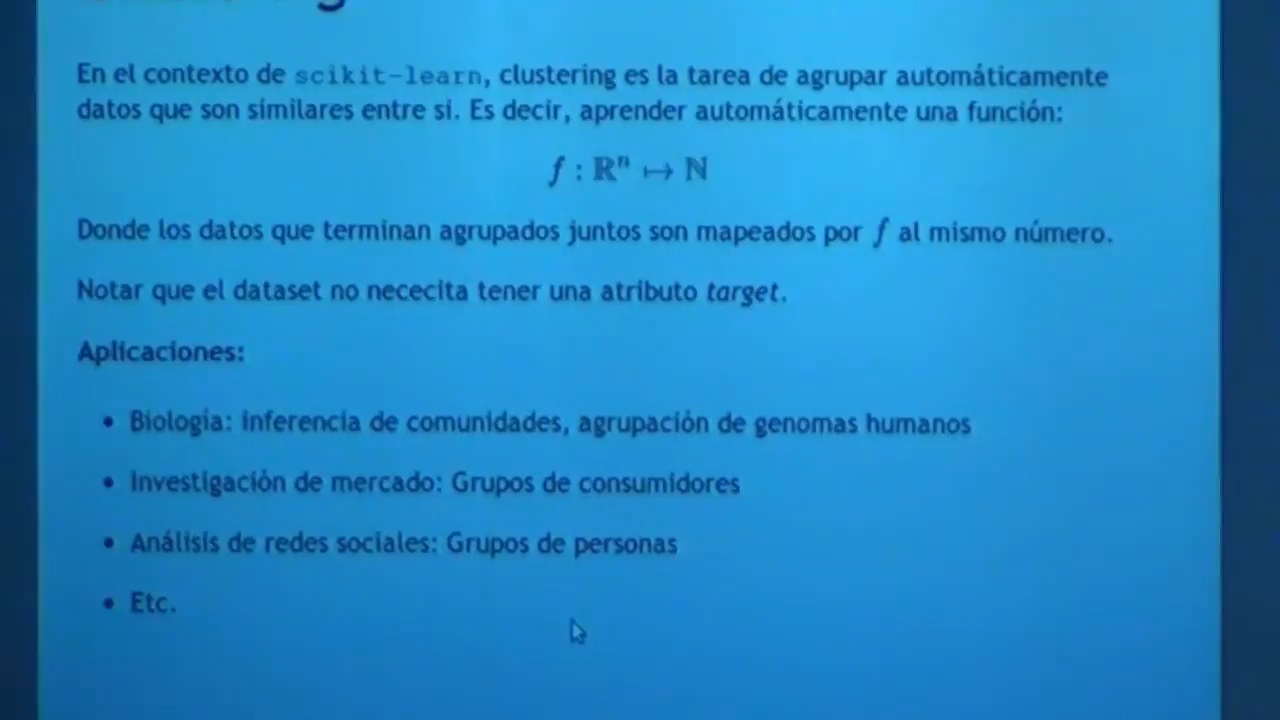 En el contexto de scikit-learn, clustering es la tarea de agrupar automáticamente
datos que son similares entre sí. Es decir, aprender automáticamente una función:
f : ℝⁿ ↦ ℕ
Donde los datos que terminan agrupados juntos son mapeados por f al mismo número.
Notar que el dataset no nececita tener una atributo target.
Aplicaciones:
• Biología: inferencia de comunidades, agrupación de genomas humanos
• Investigación de mercado: Grupos de consumidores
• Análisis de redes sociales: Grupos de personas
• Etc.